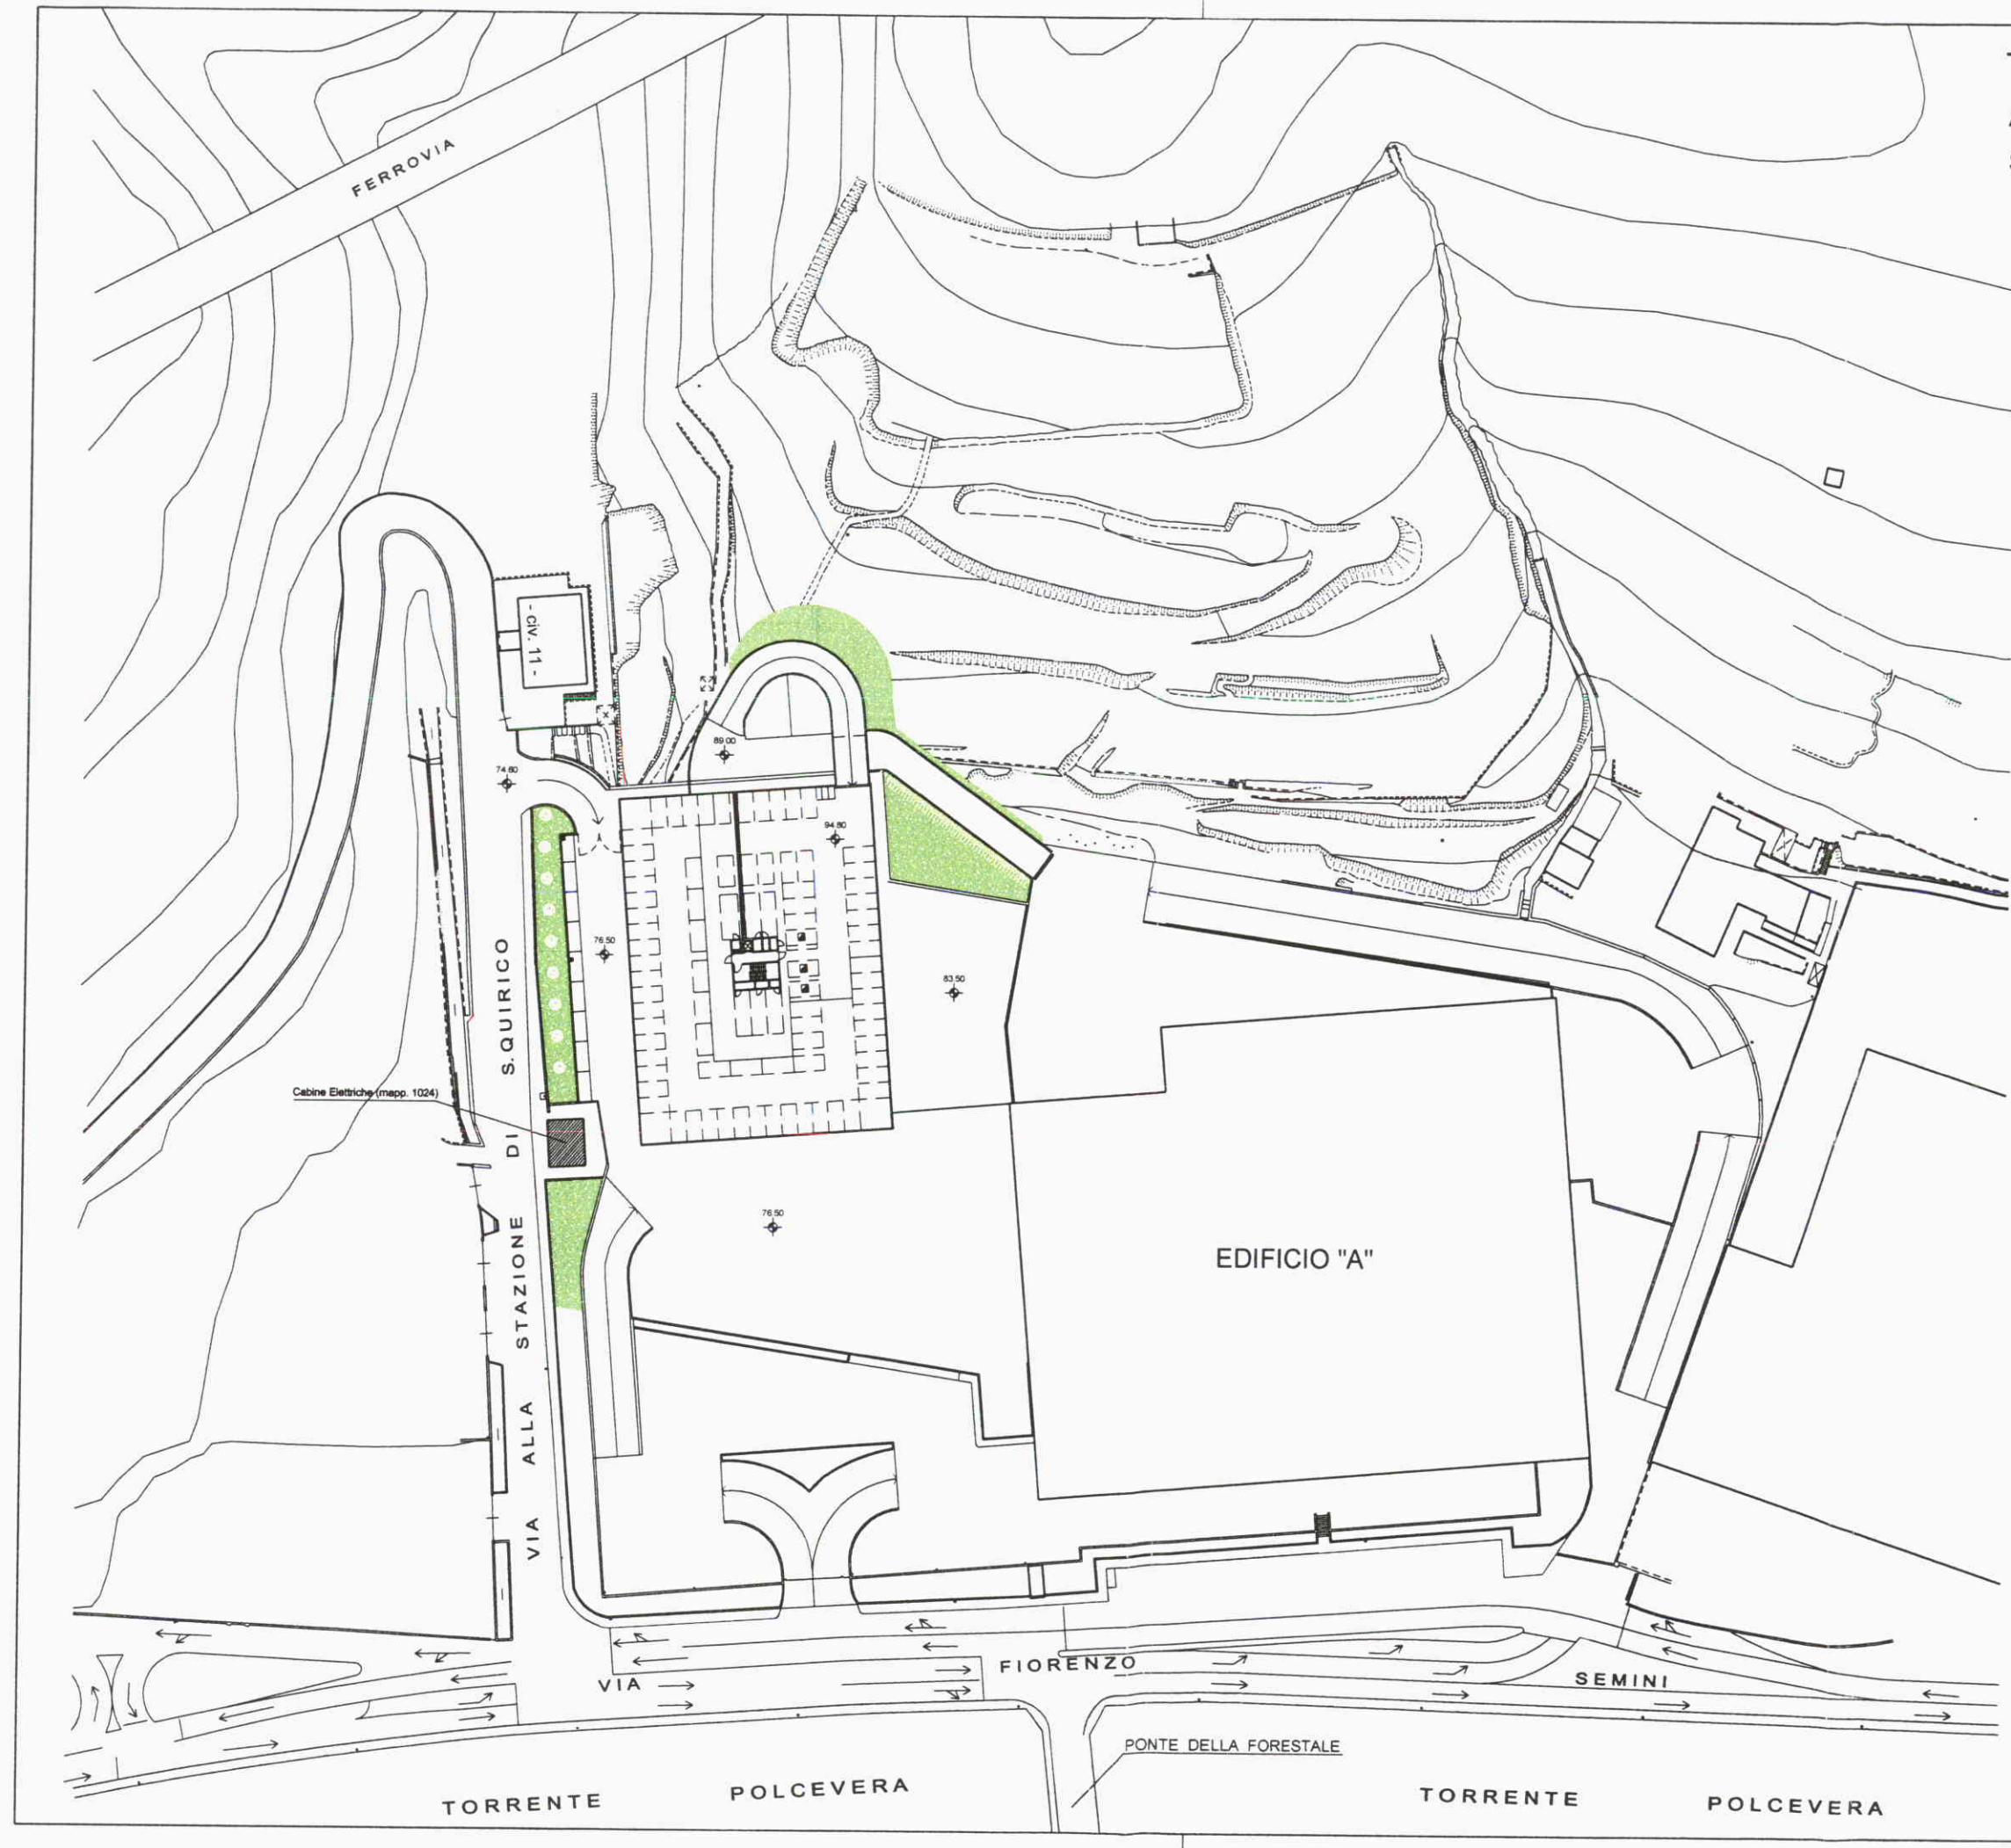 FERROVIA
- civ. 11 -
89.00
74.60
94.80
76.50
83.50
Cabine Elettriche (mapp. 1024)
76.50
EDIFICIO "A"
VIA ALLA STAZIONE DI S.QUIRICO
VIA FIORENZO SEMINI
PONTE DELLA FORESTALE
TORRENTE POLCEVERA
TORRENTE POLCEVERA